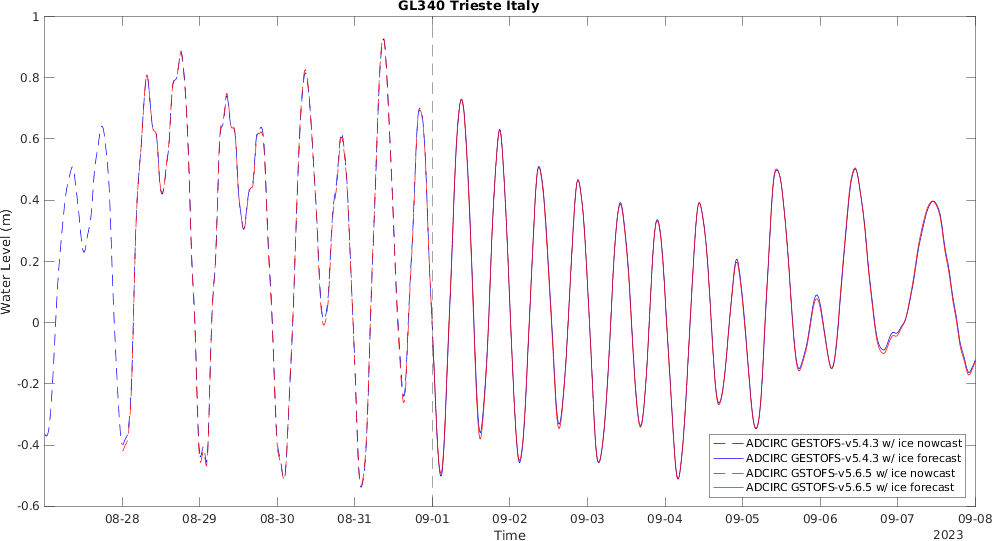 GL340 Trieste Italy
Water Level (m)
1
0.8
0.6
0.4
0.2
0
-0.2
-0.4
-0.6
ADCIRC GESTOFS-v5.4.3 w/ ice nowcast
ADCIRC GESTOFS-v5.4.3 w/ ice forecast
ADCIRC GSTOFS-v5.6.5 w/ ice nowcast
ADCIRC GSTOFS-v5.6.5 w/ ice forecast
08-28 08-29 08-30 08-31 09-01 09-02 09-03 09-04 09-05 09-06 09-07 09-08
Time
2023